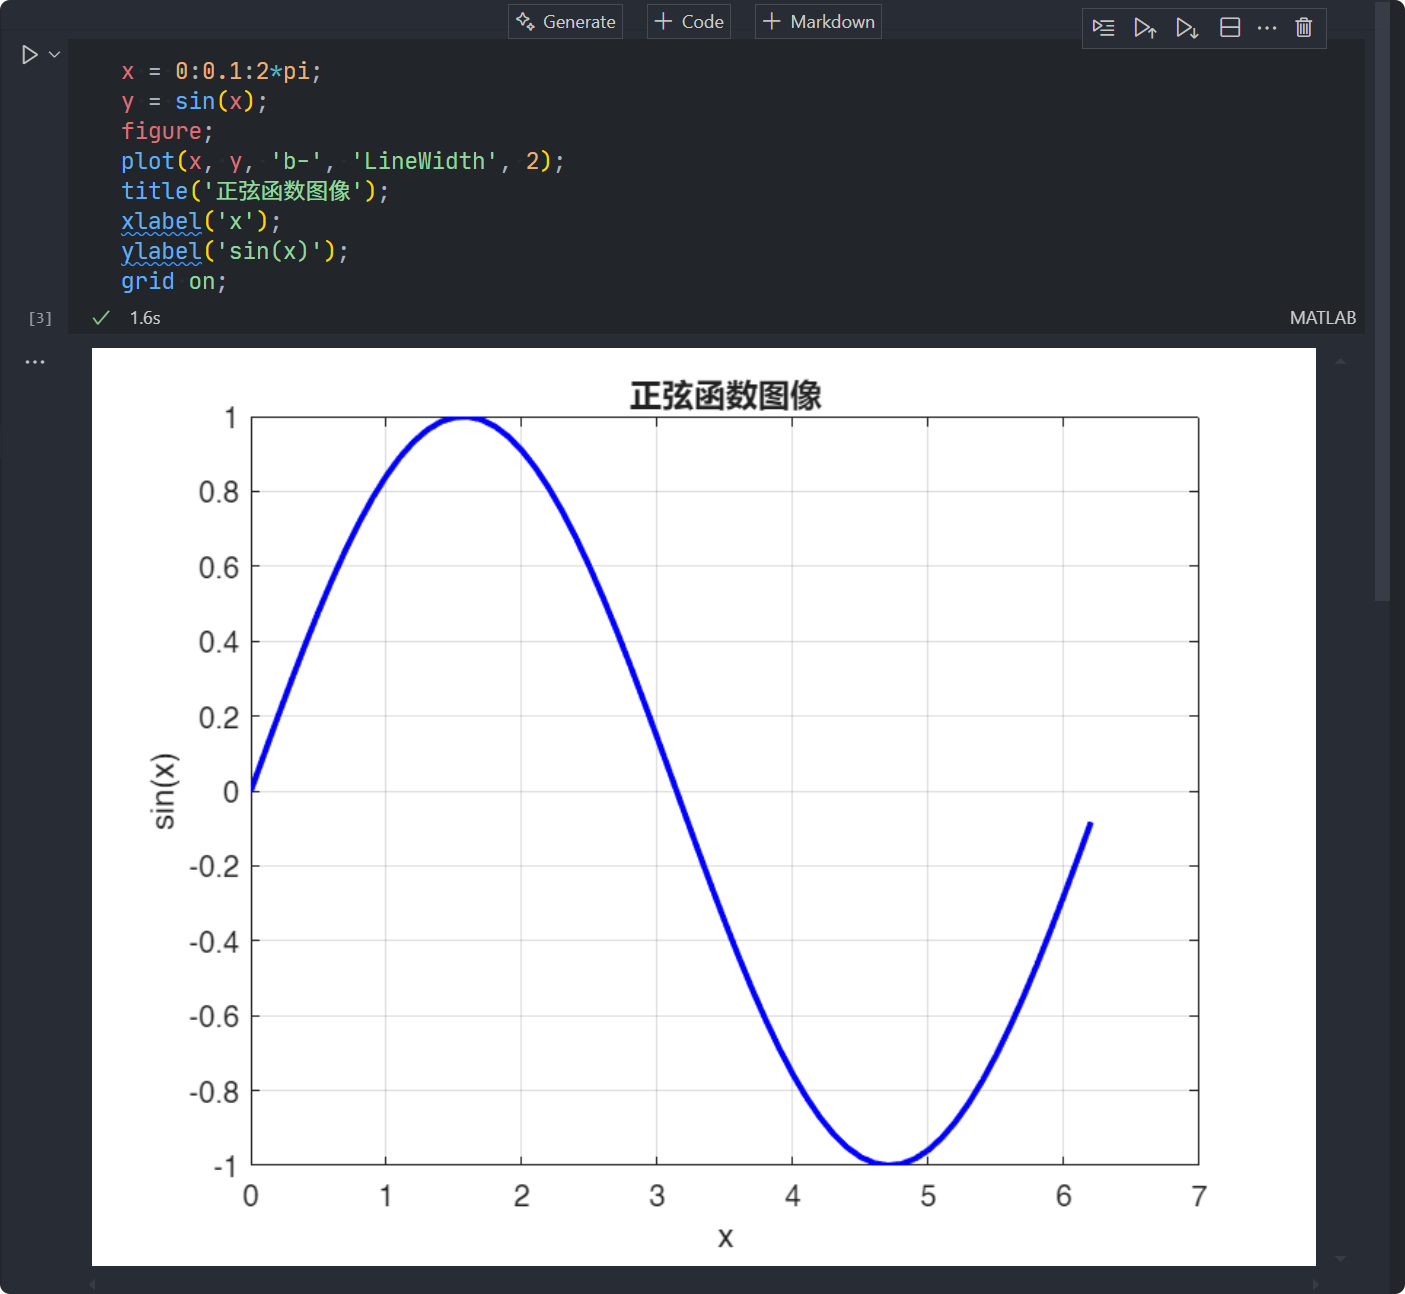 Generate
Code
Markdown
x = 0:0.1:2*pi;
y = sin(x);
figure;
plot(x, y, 'b-', 'LineWidth', 2);
title('正弦函数图像');
xlabel('x');
ylabel('sin(x)');
grid on;
[3]
1.6s
MATLAB
正弦函数图像
1
0.8
0.6
0.4
0.2
0
-0.2
-0.4
-0.6
-0.8
-1
sin(x)
0 1 2 3 4 5 6 7
x